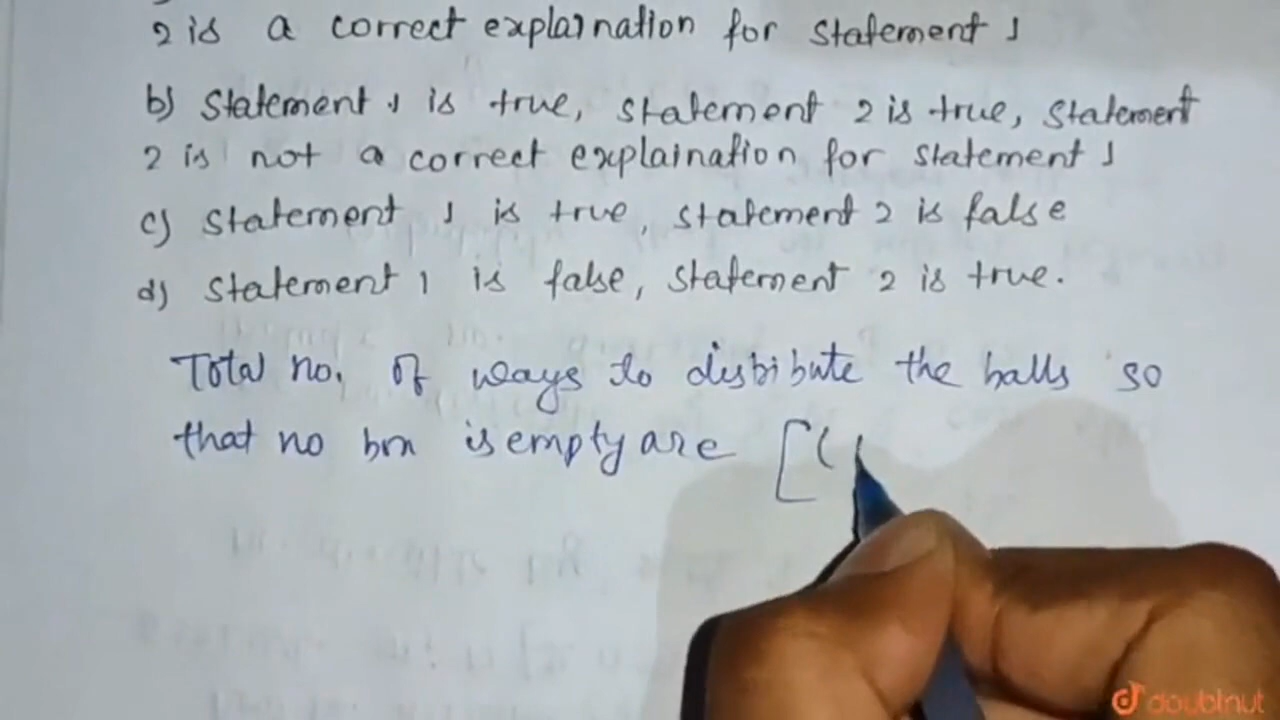 2 is a correct explaination for statement 1
b) Statement 1 is true, statement 2 is true, Statement
2 is not a correct explaination for statement 1
c) Statement 1 is true, statement 2 is false
d) Statement 1 is false, statement 2 is true.
Total no. of ways to distribute the balls so
that no box is empty are [(
doubtnut